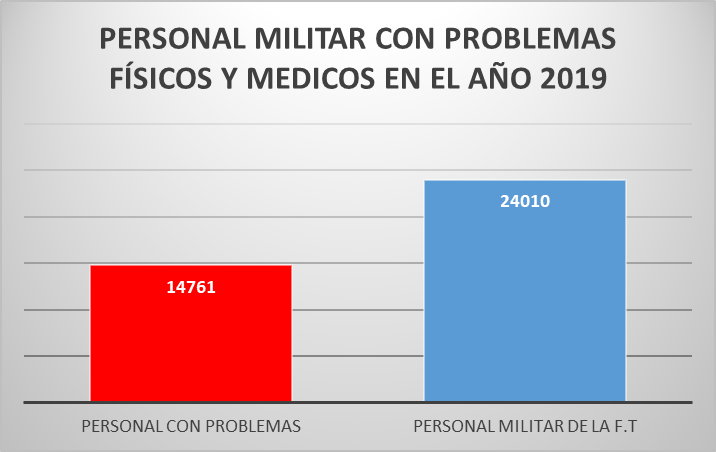 PERSONAL MILITAR CON PROBLEMAS
FÍSICOS Y MEDICOS EN EL AÑO 2019
24010
14761
PERSONAL CON PROBLEMAS
PERSONAL MILITAR DE LA F.T